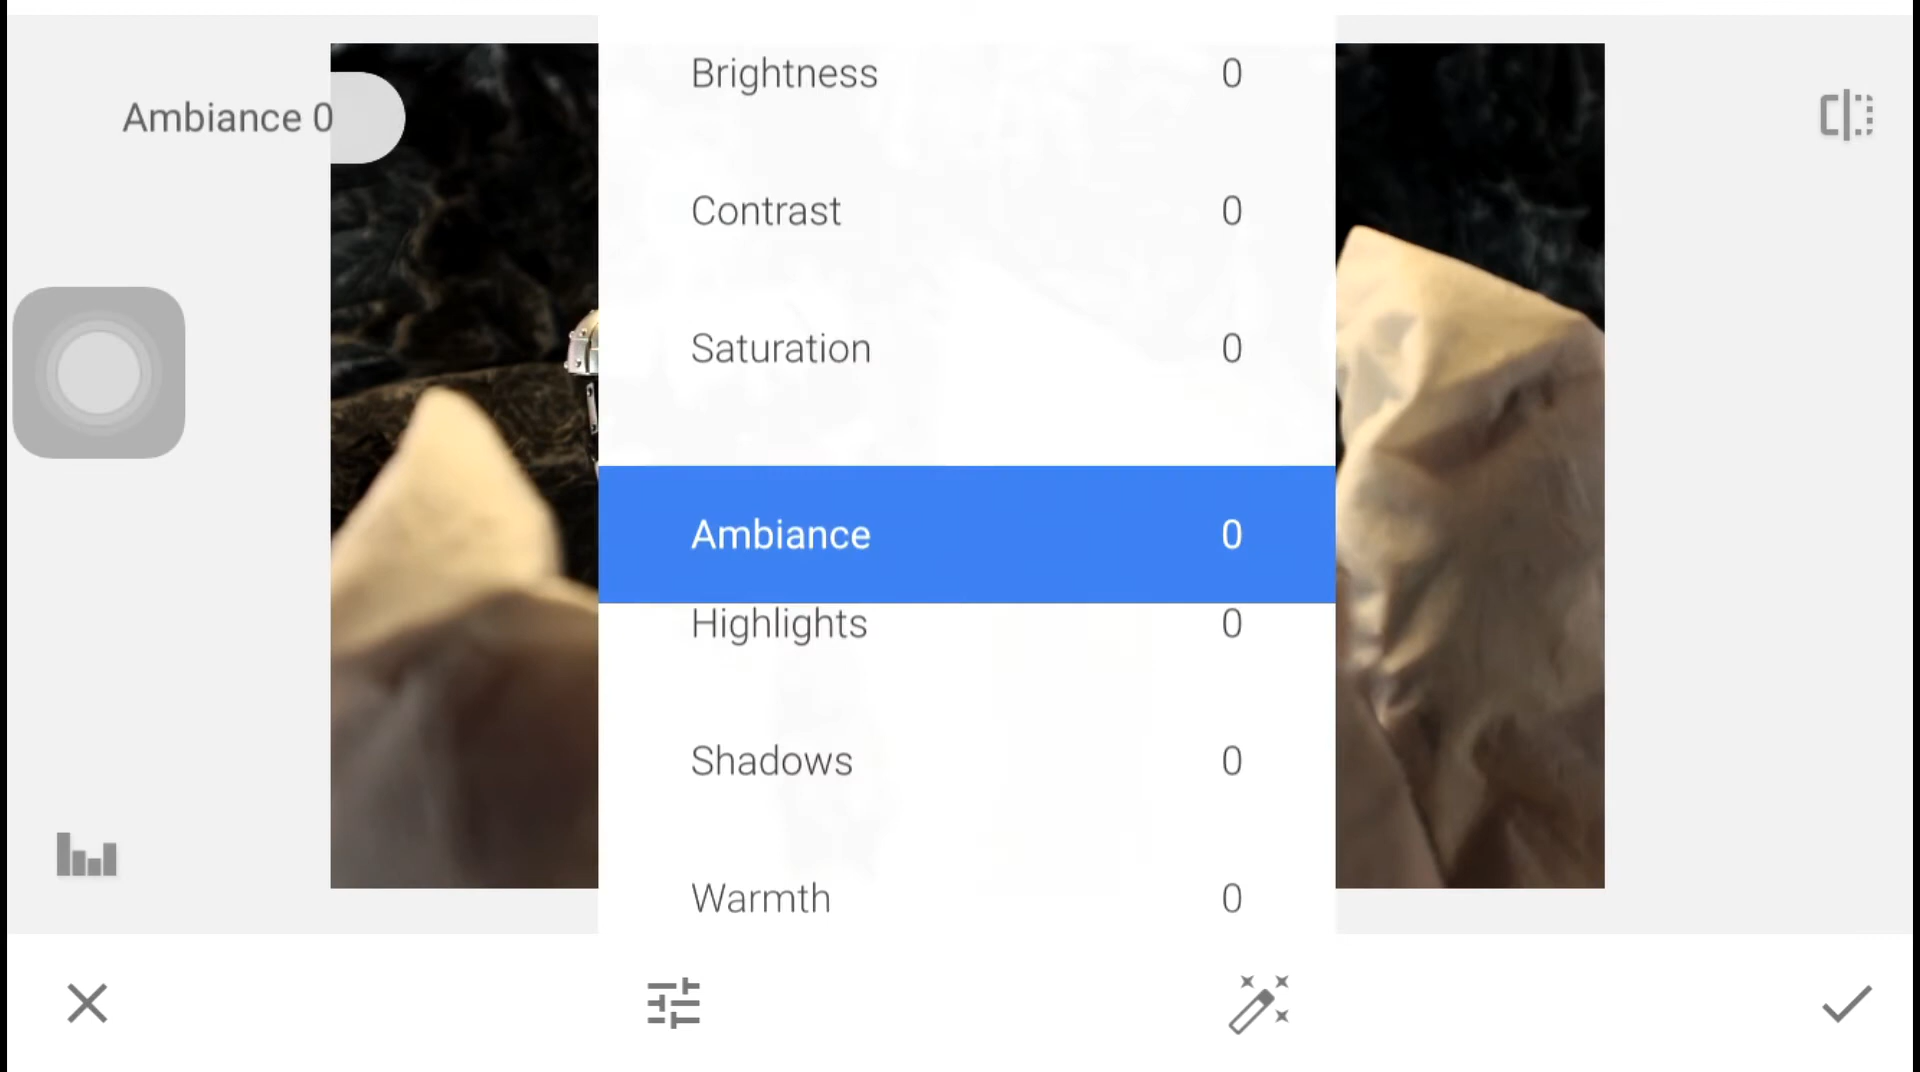 Brightness 0
Ambiance 0
Contrast 0
Saturation 0
Ambiance 0
Highlights 0
Shadows 0
Warmth 0